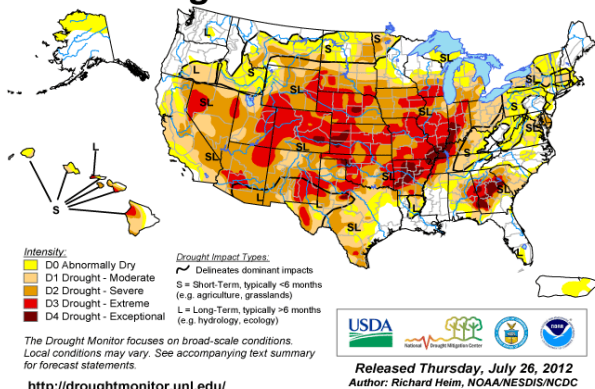 L
S
S
S
SL
L
S
SL
S
SL
SL
SL
SL
S
SL
SL
SL
L
SL
L
L
L
S
Intensity:
D0 Abnormally Dry
D1 Drought - Moderate
D2 Drought - Severe
D3 Drought - Extreme
D4 Drought - Exceptional
Drought Impact Types:
Delineates dominant impacts
S = Short-Term, typically <6 months
(e.g. agriculture, grasslands)
L = Long-Term, typically >6 months
(e.g. hydrology, ecology)
The Drought Monitor focuses on broad-scale conditions.
Local conditions may vary. See accompanying text summary
for forecast statements.
http://droughtmonitor.unl.edu/
USDA
National Drought Mitigation Center
noaa
Released Thursday, July 26, 2012
Author: Richard Heim, NOAA/NESDIS/NCDC